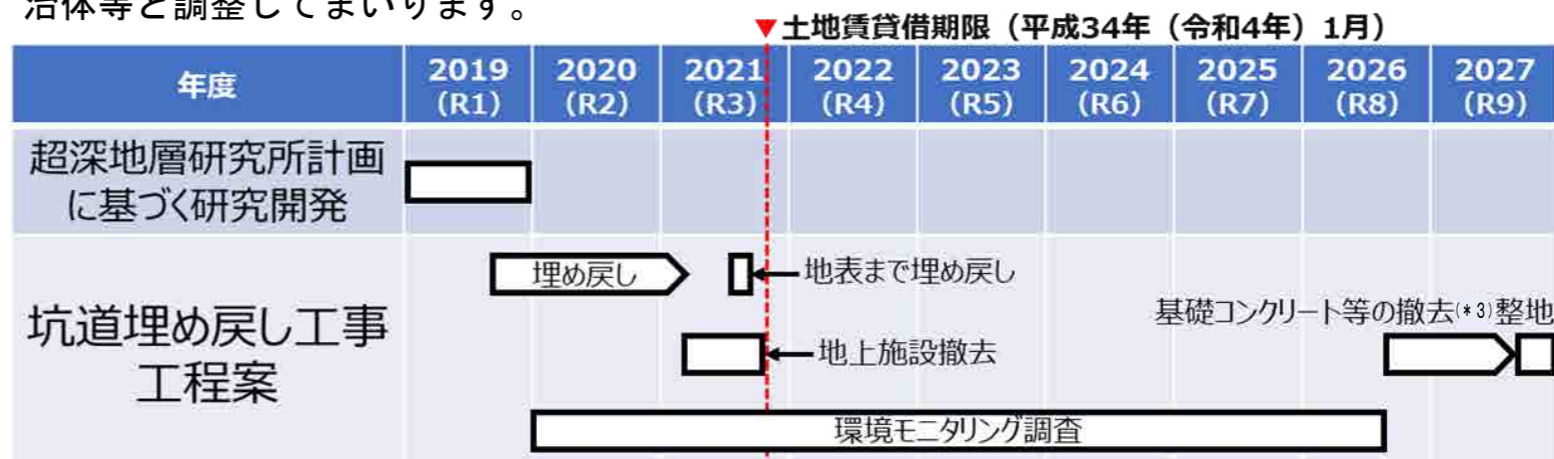 治体等と調整してまいります。
▼土地賃貸借期限（平成34年（令和4年）1月）
年度 2019 2020 2021 2022 2023 2024 2025 2026 2027
(R1) (R2) (R3) (R4) (R5) (R6) (R7) (R8) (R9)
超深地層研究所計画
に基づく研究開発
坑道埋め戻し工事
工程案
埋め戻し
地表まで埋め戻し
基礎コンクリート等の撤去(*3)整地
地上施設撤去
環境モニタリング調査